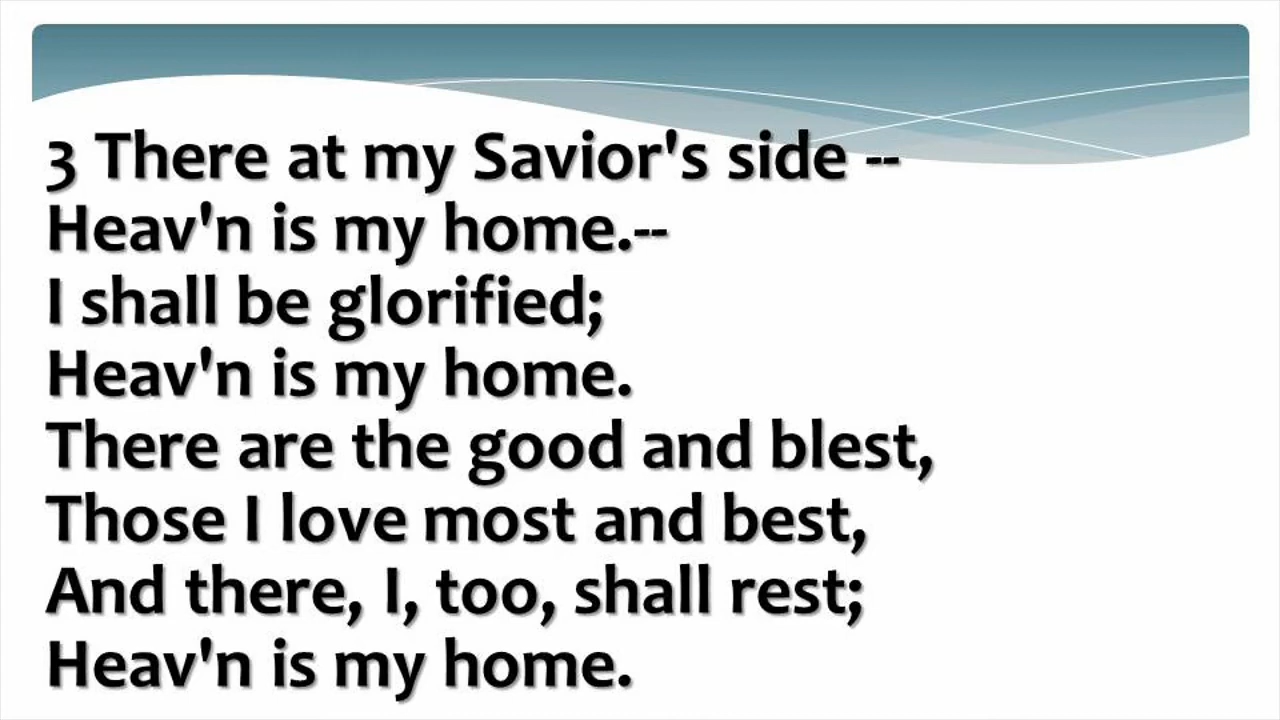 3 There at my Savior's side --
Heav'n is my home.--
I shall be glorified;
Heav'n is my home.
There are the good and blest,
Those I love most and best,
And there, I, too, shall rest;
Heav'n is my home.